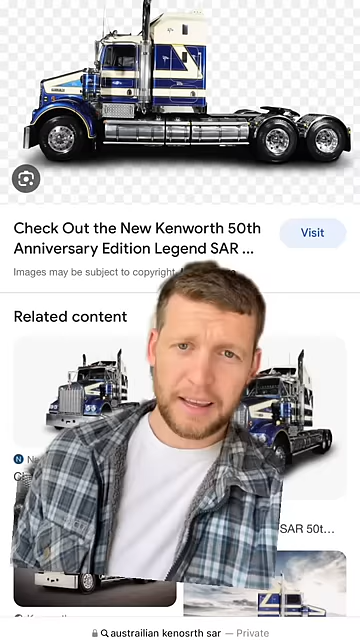 Check Out the New Kenworth 50th
Visit
Anniversary Edition Legend SAR ...
Images may be subject to copyright.
Related content
SAR 50t...
austrailian kenosrth sar — Private